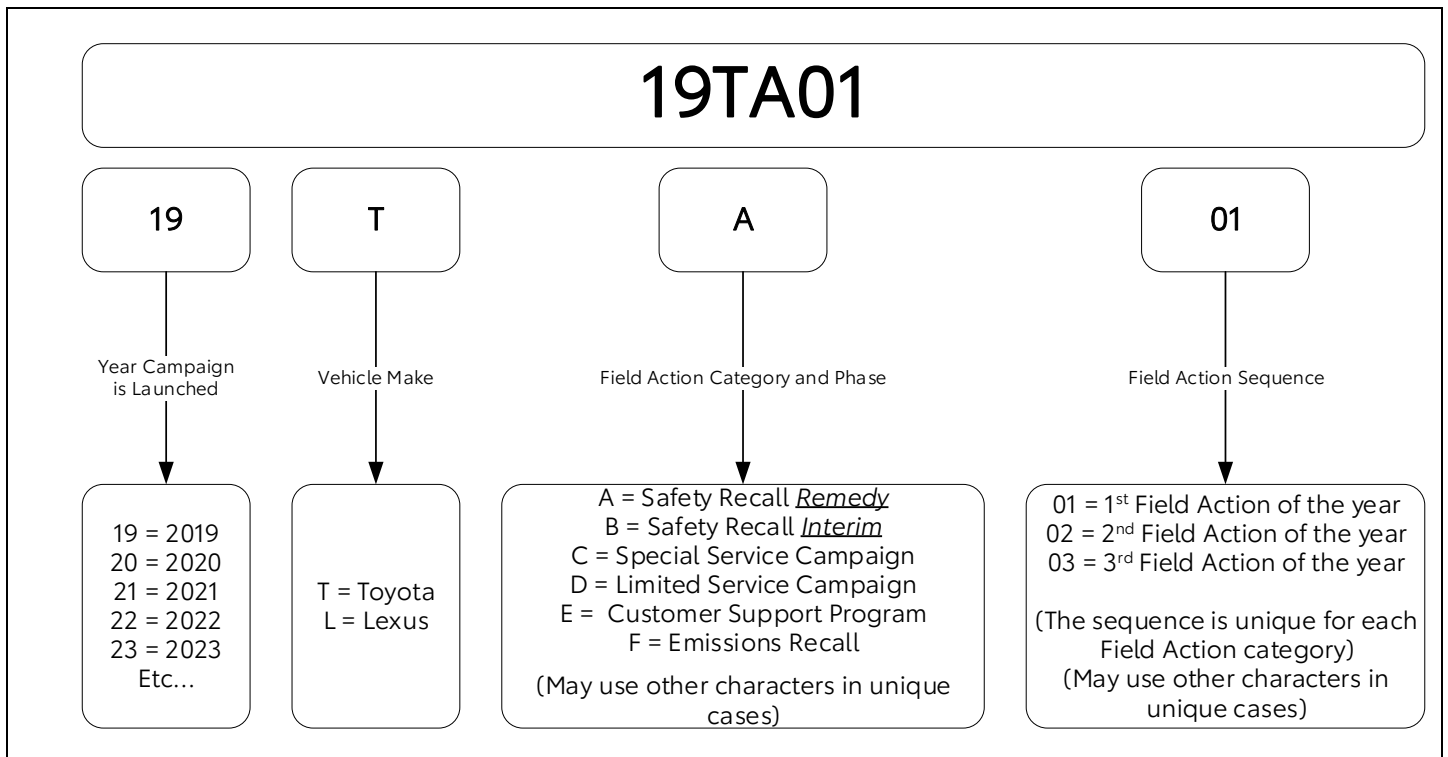 19TA01
19
T
A
01
Year Campaign
is Launched
Vehicle Make
Field Action Category and Phase
Field Action Sequence
19 = 2019
20 = 2020
21 = 2021
22 = 2022
23 = 2023
Etc...
T = Toyota
L = Lexus
A = Safety Recall Remedy
B = Safety Recall Interim
C = Special Service Campaign
D = Limited Service Campaign
E =  Customer Support Program
F = Emissions Recall
(May use other characters in unique
cases)
01 = 1st Field Action of the year
02 = 2nd Field Action of the year
03 = 3rd Field Action of the year
(The sequence is unique for each
Field Action category)
(May use other characters in
unique cases)